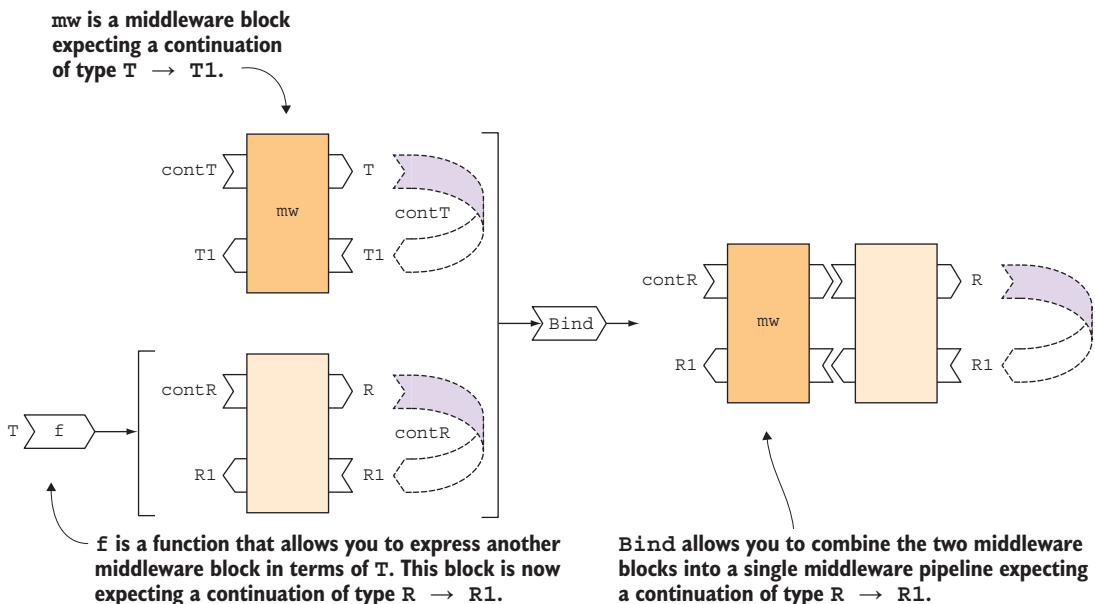 mw is a middleware block
expecting a continuation
of type T → T1.
contT
T
mw
contT
T1
T1
contR
R
contR
R1
R1
T
f
Bind
contR
R
mw
R1
R1
f is a function that allows you to express another
middleware block in terms of T. This block is now
expecting a continuation of type R → R1.
Bind allows you to combine the two middleware
blocks into a single middleware pipeline expecting
a continuation of type R → R1.